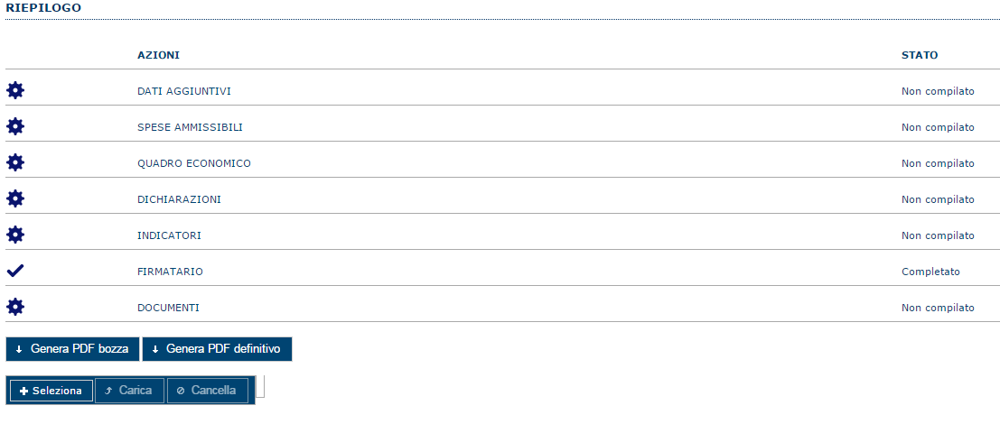 RIEPILOGO
AZIONI STATO
DATI AGGIUNTIVI Non compilato
SPESE AMMISSIBILI Non compilato
QUADRO ECONOMICO Non compilato
DICHIARAZIONI Non compilato
INDICATORI Non compilato
FIRMATARIO Completato
DOCUMENTI Non compilato
Genera PDF bozza Genera PDF definitivo
Seleziona Carica Cancella